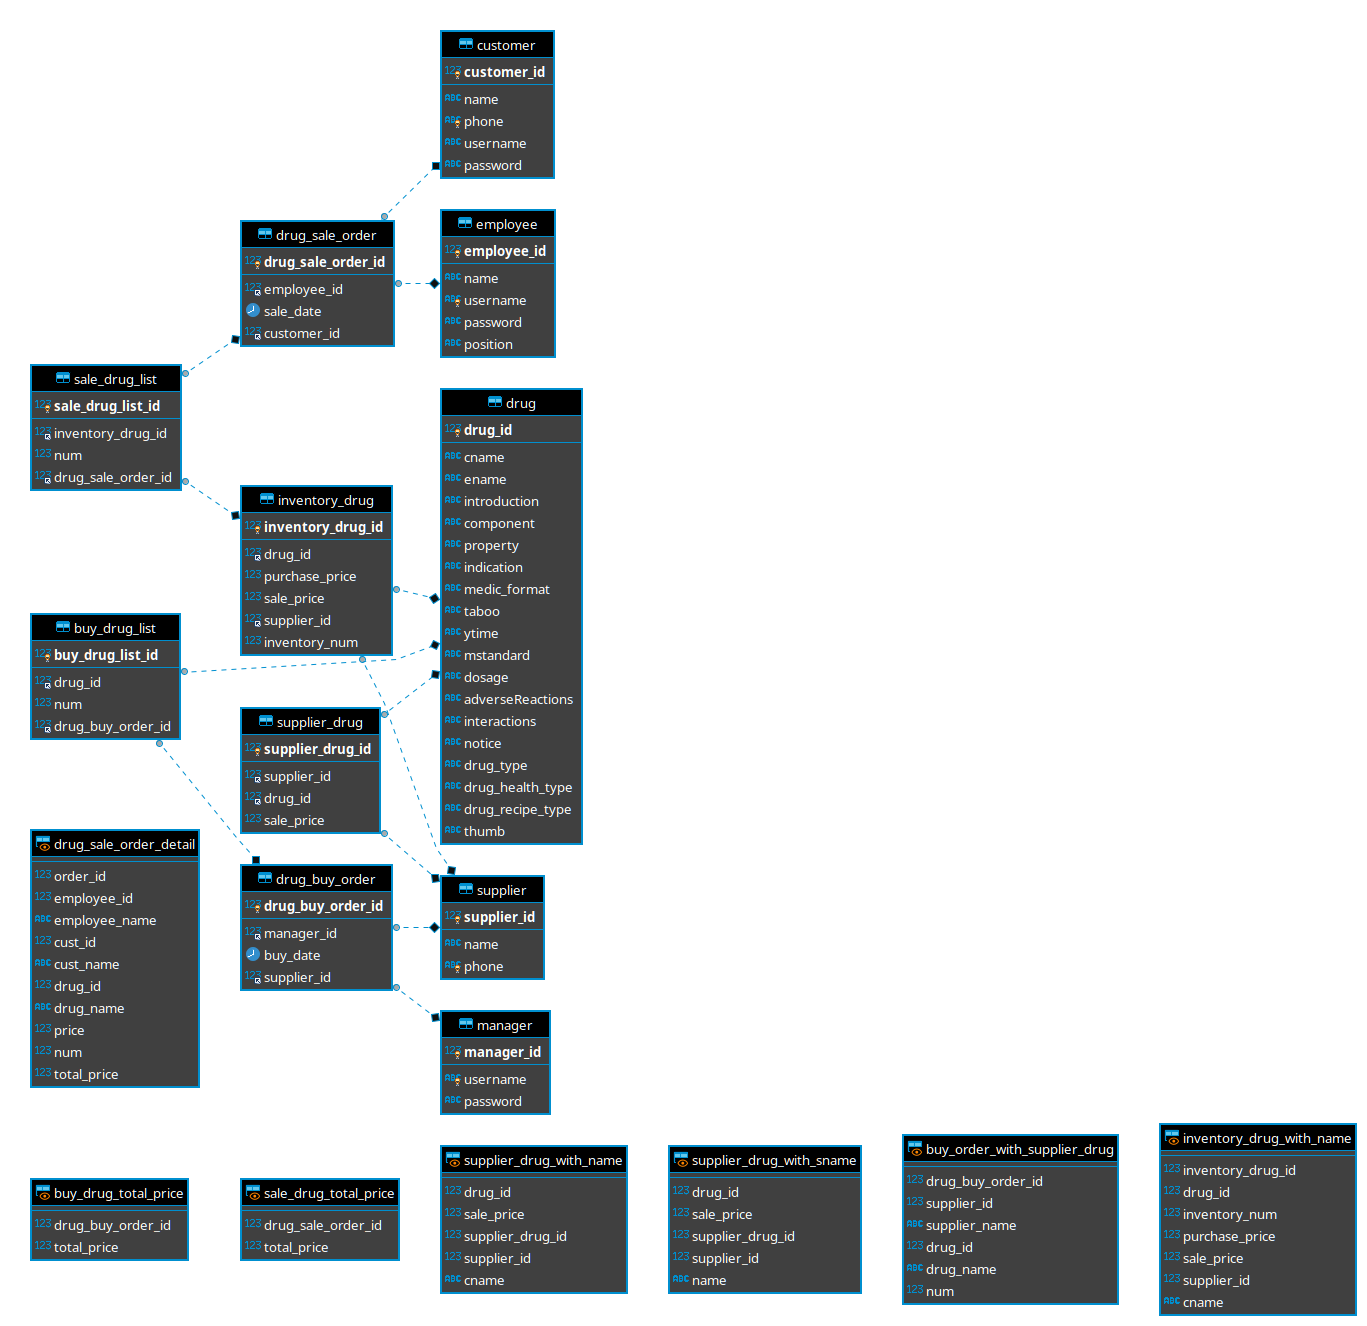 customer
customer_id
name
phone
username
password
drug_sale_order
drug_sale_order_id
employee_id
sale_date
customer_id
employee
employee_id
name
username
password
position
sale_drug_list
sale_drug_list_id
inventory_drug_id
num
drug_sale_order_id
drug
drug_id
cname
ename
introduction
component
property
indication
medic_format
taboo
ytime
mstandard
dosage
adverseReactions
interactions
notice
drug_type
drug_health_type
drug_recipe_type
thumb
inventory_drug
inventory_drug_id
drug_id
purchase_price
sale_price
supplier_id
inventory_num
buy_drug_list
buy_drug_list_id
drug_id
num
drug_buy_order_id
supplier_drug
supplier_drug_id
supplier_id
drug_id
sale_price
drug_sale_order_detail
order_id
employee_id
employee_name
cust_id
cust_name
drug_id
drug_name
price
num
total_price
drug_buy_order
drug_buy_order_id
manager_id
buy_date
supplier_id
supplier
supplier_id
name
phone
manager
manager_id
username
password
buy_drug_total_price
drug_buy_order_id
total_price
sale_drug_total_price
drug_sale_order_id
total_price
supplier_drug_with_name
drug_id
sale_price
supplier_drug_id
supplier_id
cname
supplier_drug_with_sname
drug_id
sale_price
supplier_drug_id
supplier_id
name
buy_order_with_supplier_drug
drug_buy_order_id
supplier_id
supplier_name
drug_id
drug_name
num
inventory_drug_with_name
inventory_drug_id
drug_id
inventory_num
purchase_price
sale_price
supplier_id
cname